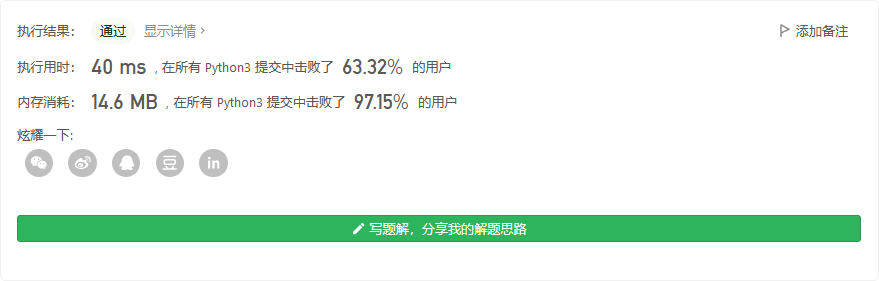 执行结果： 通过 显示详情 › 添加备注
执行用时： 40 ms , 在所有 Python3 提交中击败了 63.32% 的用户
内存消耗： 14.6 MB , 在所有 Python3 提交中击败了 97.15% 的用户
炫耀一下:
豆 in
写题解，分享我的解题思路